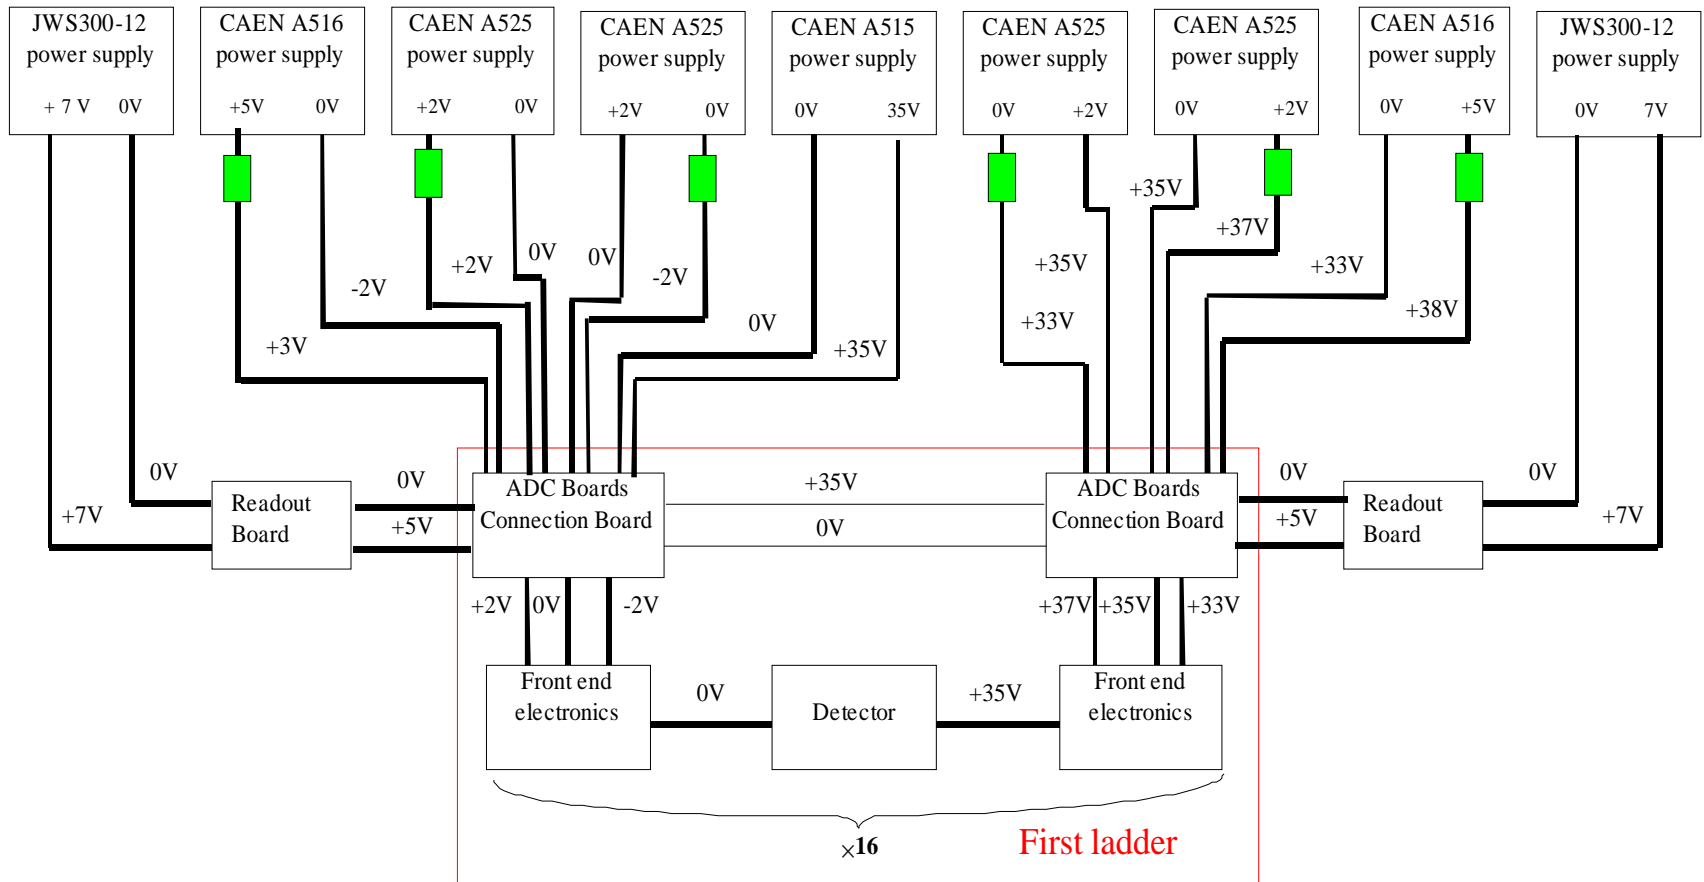 JWS300-12
power supply
+ 7 V 0V
CAEN A516
power supply
+5V 0V
CAEN A525
power supply
+2V 0V
CAEN A525
power supply
+2V 0V
CAEN A515
power supply
0V 35V
CAEN A525
power supply
0V +2V
CAEN A525
power supply
0V +2V
CAEN A516
power supply
0V +5V
JWS300-12
power supply
0V 7V
+3V
-2V
+2V
0V
0V
-2V
0V
+35V
+35V
+33V
+35V
+37V
+33V
+38V
0V
+7V
Readout
Board
0V
+5V
ADC Boards
Connection Board
+35V
0V
ADC Boards
Connection Board
0V
+5V
Readout
Board
0V
+7V
+2V 0V -2V
+37V +35V +33V
Front end
electronics
0V
Detector
+35V
Front end
electronics
×16
First ladder